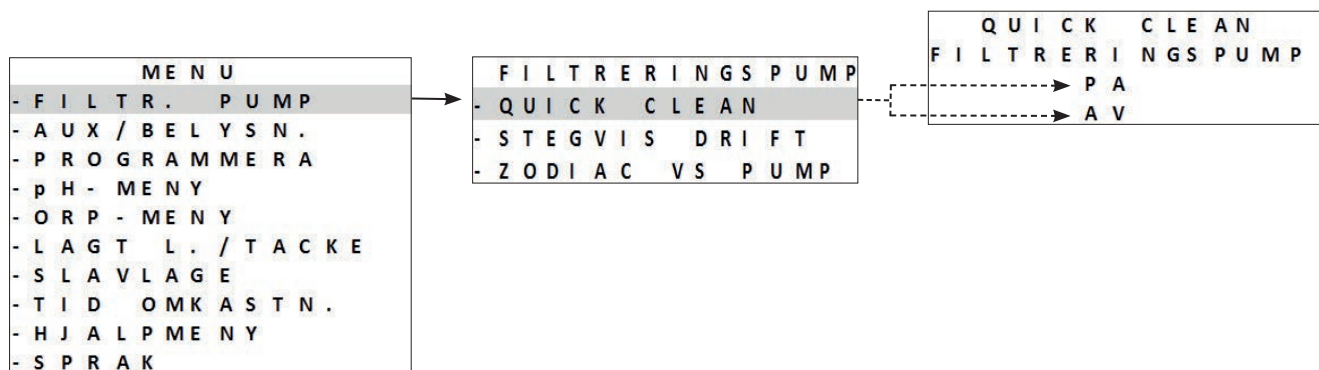 MENU
- FILTR. PUMP
- AUX/BELYSN.
- PROGRAMMERA
- pH- MENY
- ORP - MENY
- LAGT L./TACKE
- SLAVLAGE
- TID OMKASTN.
- HJALPMENY
- SPRAK
FILTRERINGSPUMP
- QUICK CLEAN
- STEGVIS DRIFT
- ZODIAC VS PUMP
QUICK CLEAN
FILTRERINGSPUMP
PA
AV